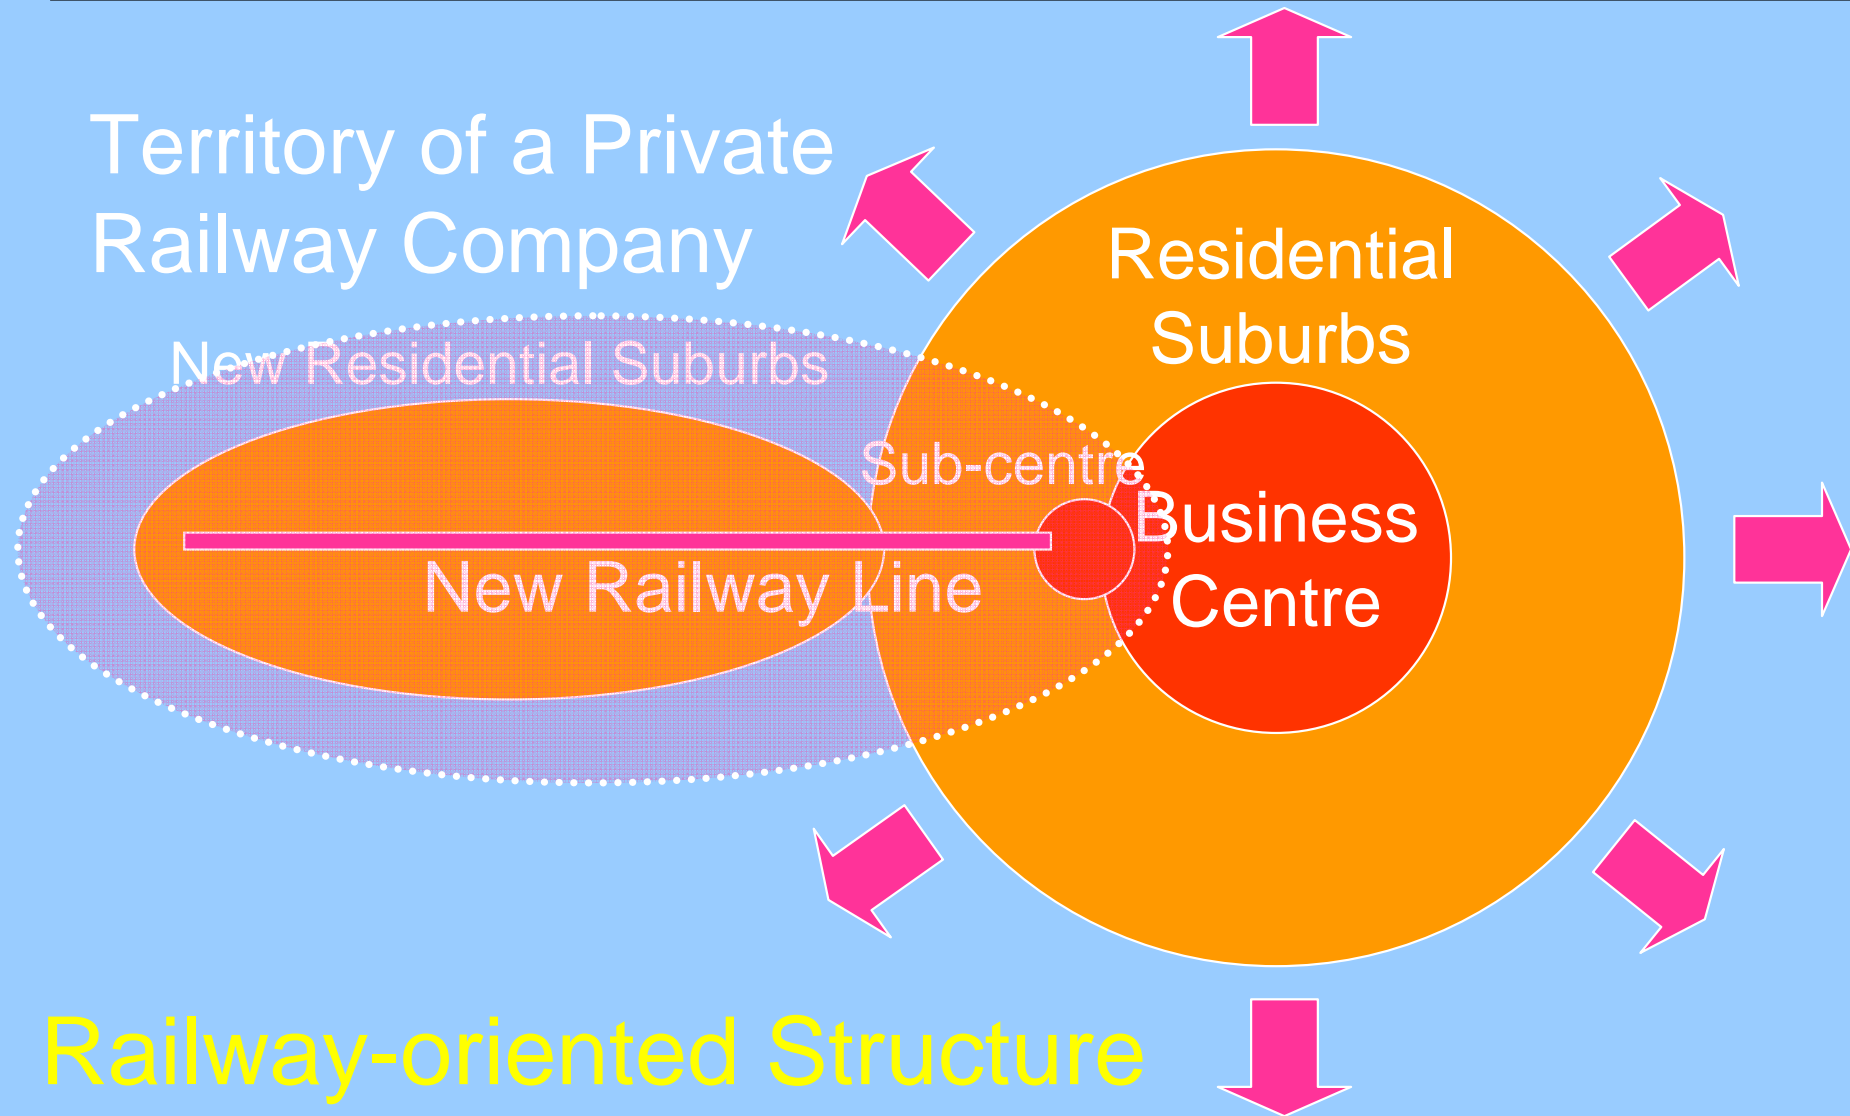 Territory of a Private
Railway Company
Residential
Suburbs
New Residential Suburbs
Sub-centre
Business
Centre
New Railway Line
Railway-oriented Structure